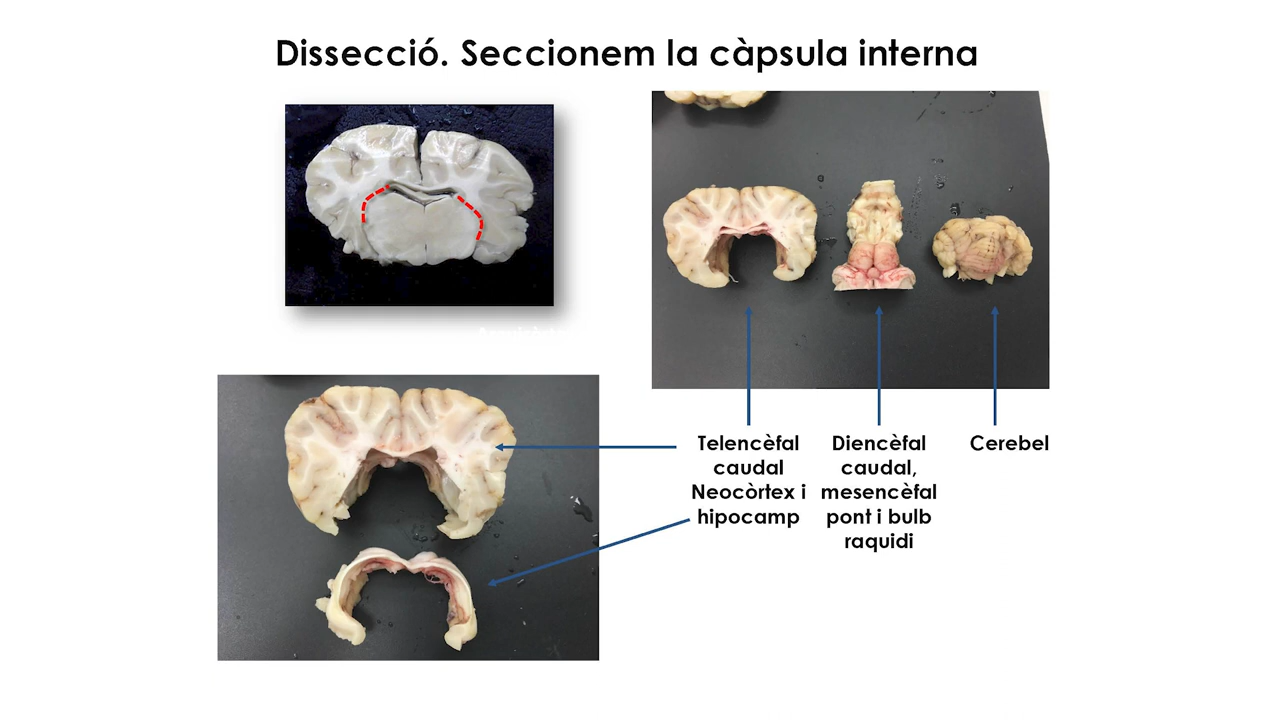 Dissecció. Seccionem la càpsula interna
Telencèfal
caudal
Neocòrtex i
hipocamp
Diencèfal
caudal,
mesencèfal
pont i bulb
raquidi
Cerebel